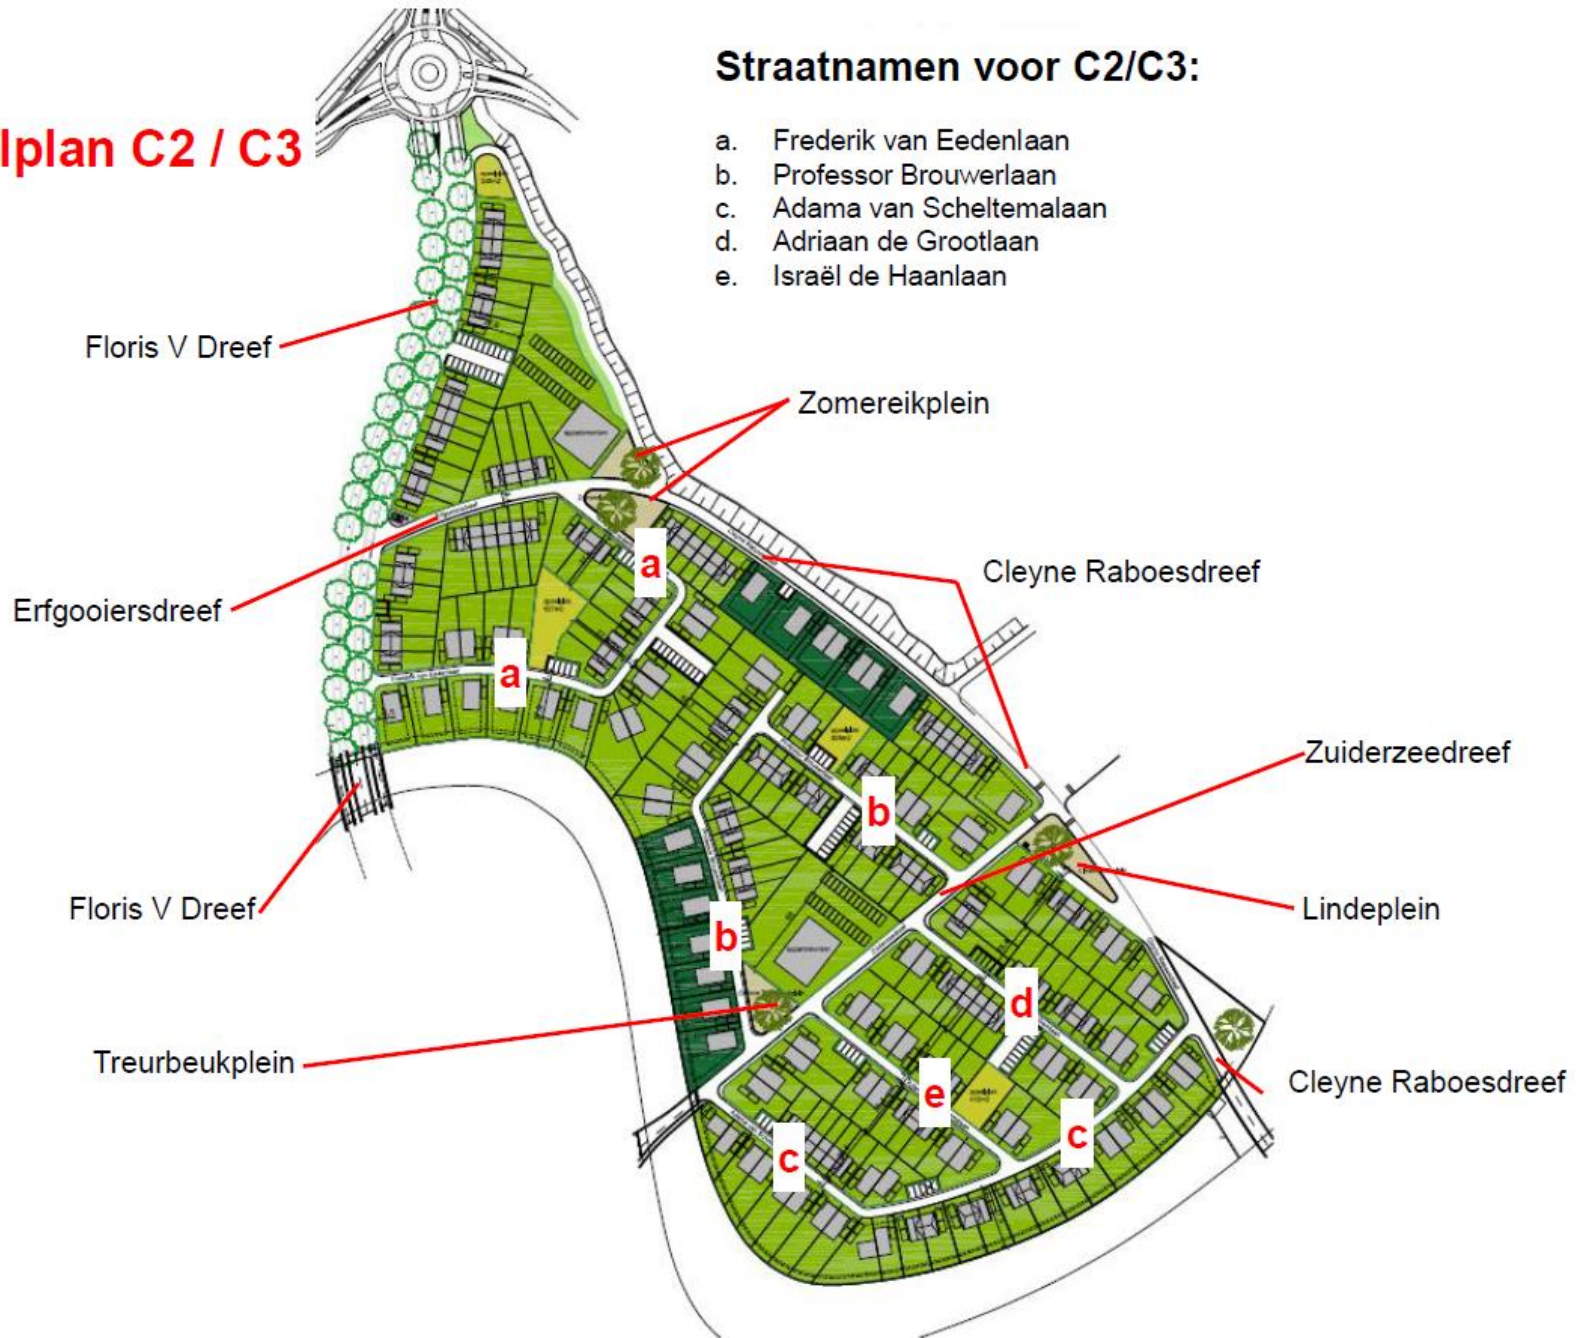 Straatnamen voor C2/C3:
lplan C2 / C3
a. Frederik van Eedenlaan
b. Professor Brouwerlaan
c. Adama van Scheltemalaan
d. Adriaan de Grootlaan
e. Israël de Haanlaan
Floris V Dreef
Zomereikplein
Cleyne Raboesdreef
Erfgooiersdreef
a
a
Zuiderzeedreef
b
Floris V Dreef
Lindeplein
b
d
Treurbeukplein
Cleyne Raboesdreef
e
c
c